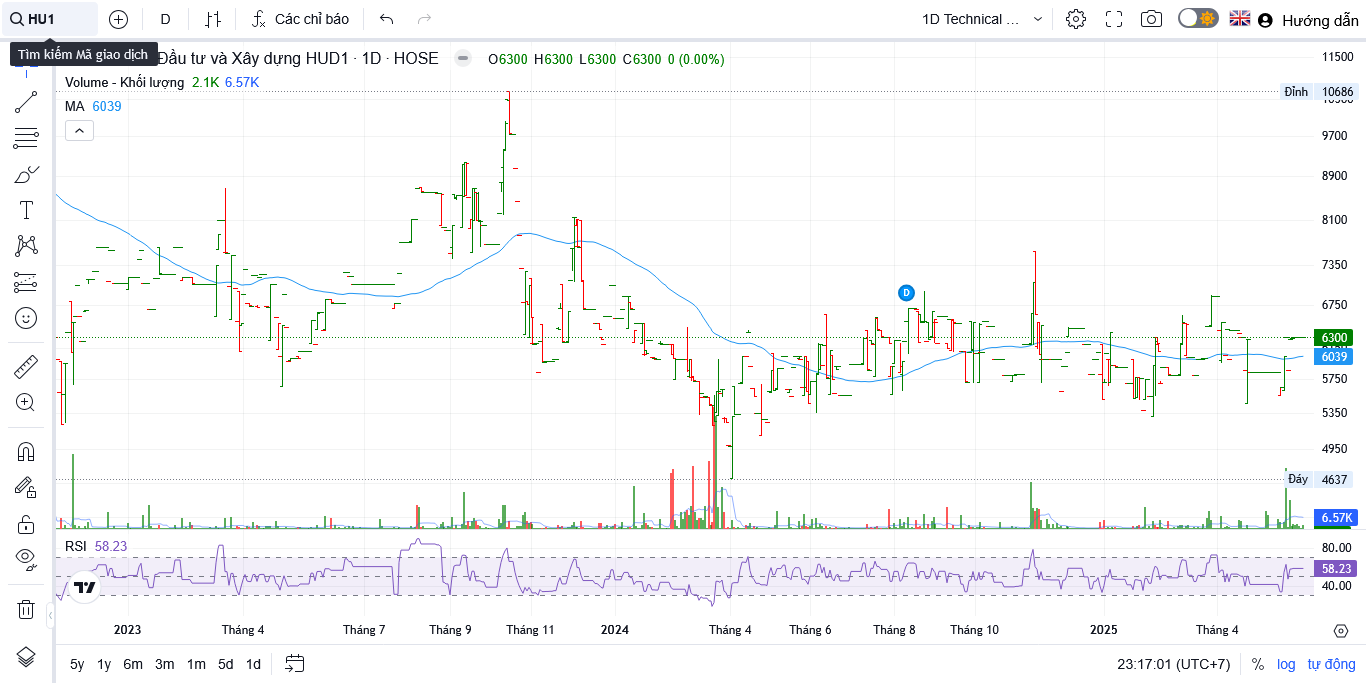 HU1
D
Các chỉ báo
1D Technical ...
Hướng dẫn
Tìm kiếm Mã giao dịch
Đầu tư và Xây dựng HUD1 · 1D · HOSE
O6300 H6300 L6300 C6300 0 (0.00%)
Volume - Khối lượng 2.1K 6.57K
MA 6039
11500
Đỉnh 10686
9700
8900
8100
7350
6750
D
6300
6039
5750
5350
4950
Đáy 4637
6.57K
RSI 58.23
80.00
58.23
40.00
2023 Tháng 4 Tháng 7 Tháng 9 Tháng 11 2024 Tháng 4 Tháng 6 Tháng 8 Tháng 10 2025 Tháng 4
5y 1y 6m 3m 1m 5d 1d
23:17:01 (UTC+7) % log tự động